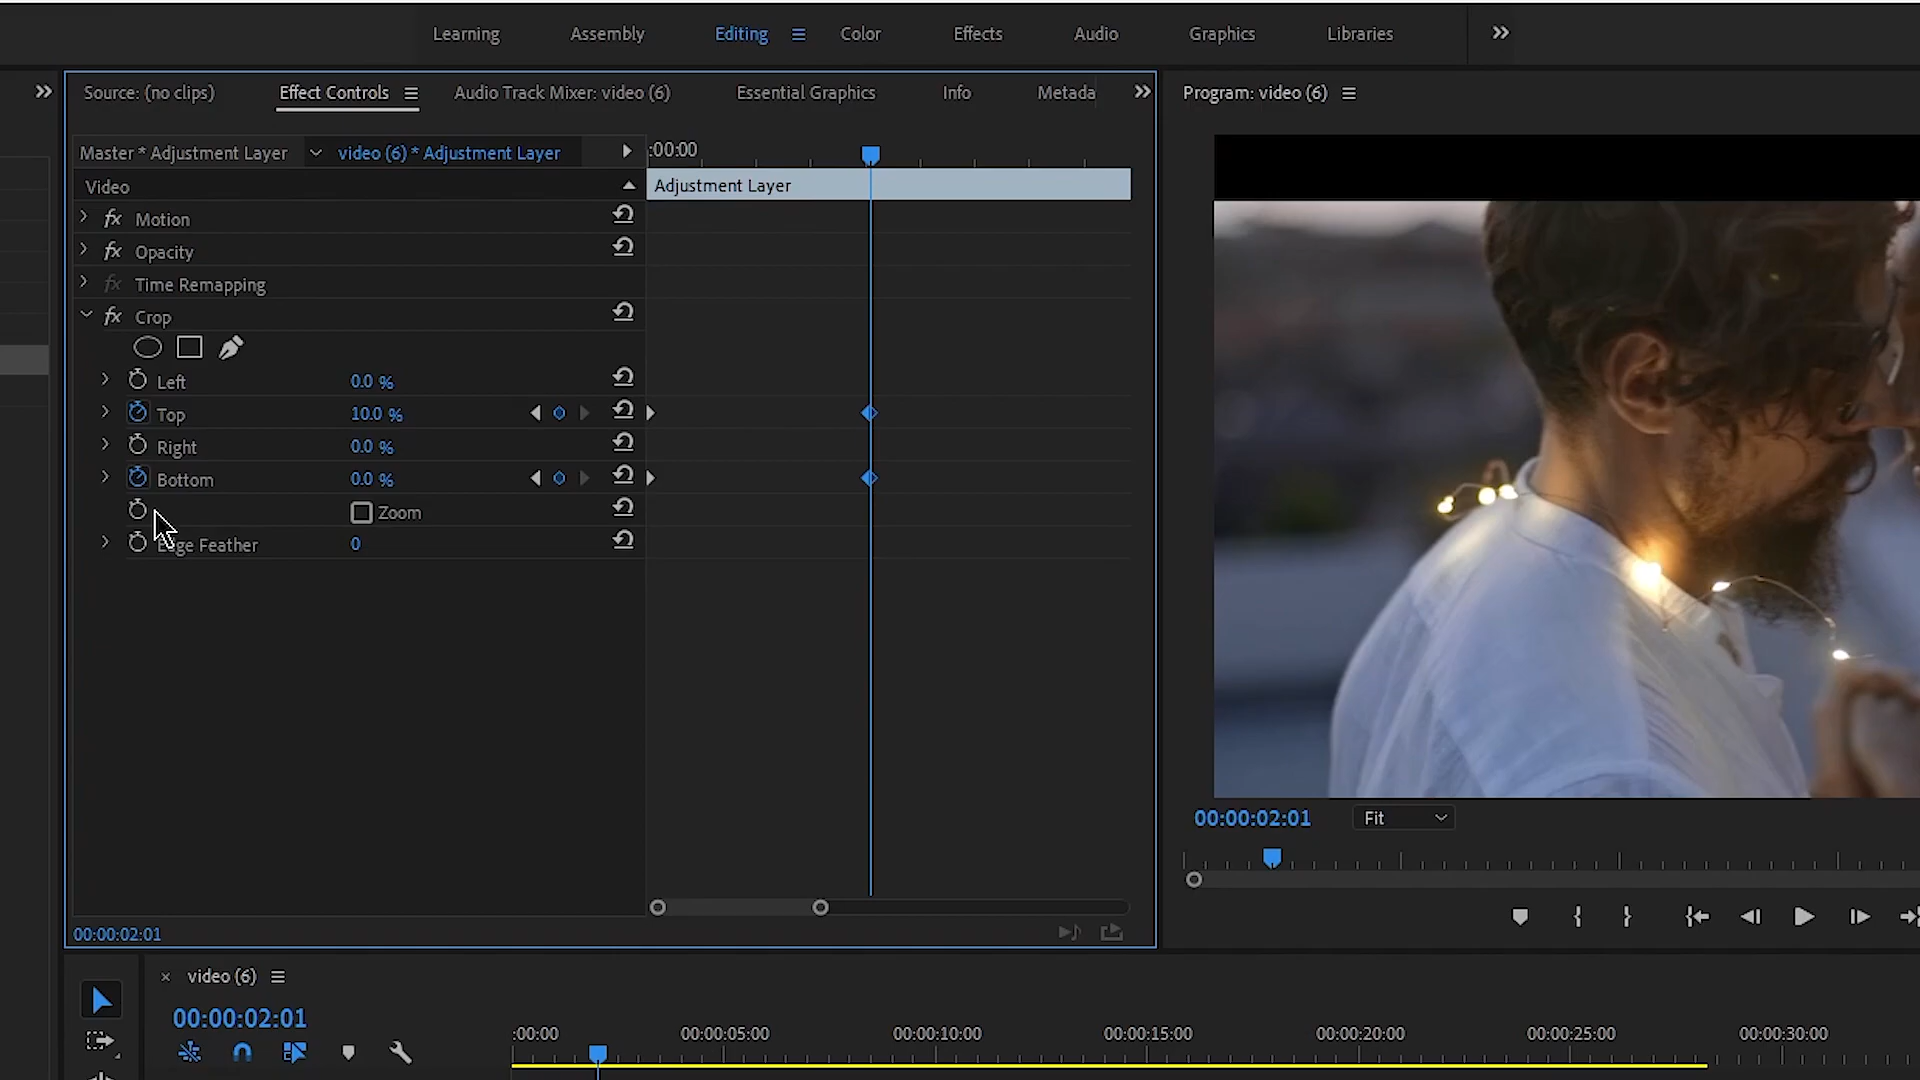 Learning Assembly Editing Color Effects Audio Graphics Libraries
Source: (no clips) Effect Controls Audio Track Mixer: video (6) Essential Graphics Info Metada
Program: video (6)
Master * Adjustment Layer video (6) * Adjustment Layer :00:00
Video Adjustment Layer
fx Motion
fx Opacity
fx Time Remapping
fx Crop
Left 0.0 %
Top 10.0 %
Right 0.0 %
Bottom 0.0 %
Zoom
Edge Feather 0
00:00:02:01 Fit
00:00:02:01
video (6)
00:00:02:01
:00:00 00:00:05:00 00:00:10:00 00:00:15:00 00:00:20:00 00:00:25:00 00:00:30:00